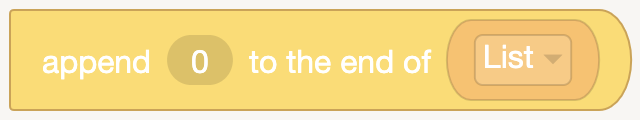 append 0 to the end of List